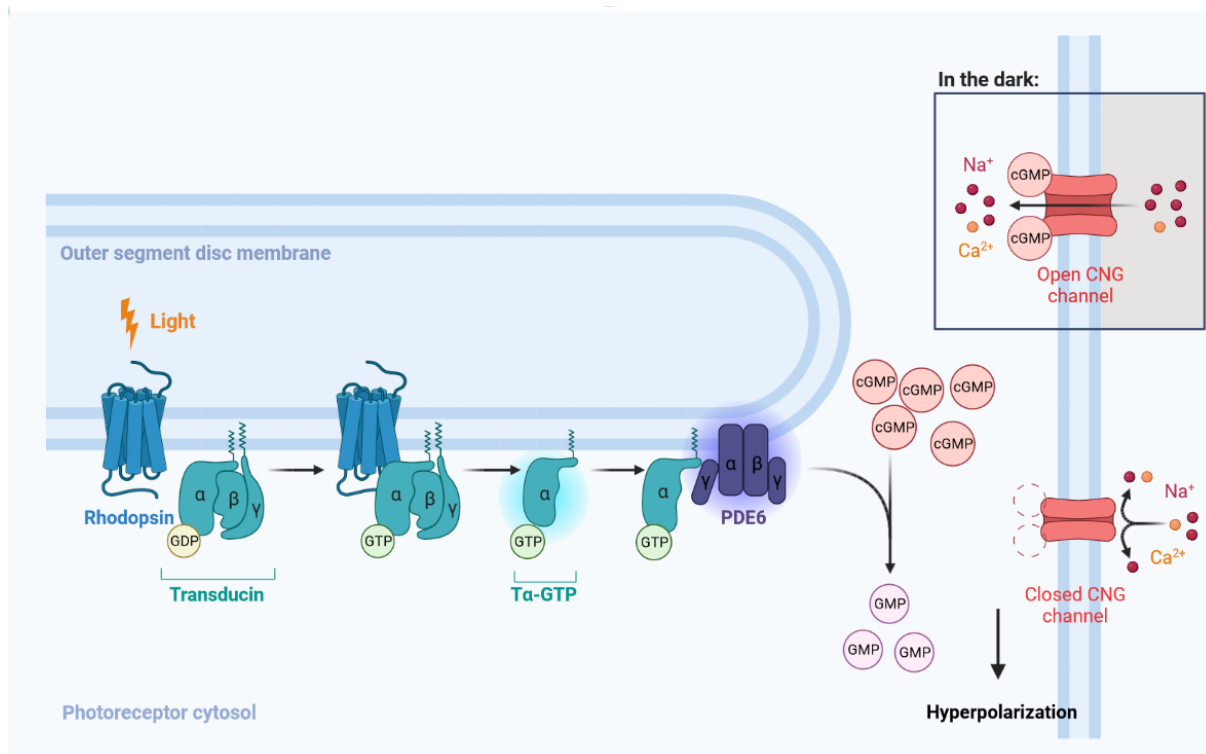 In the dark:
Na⁺
cGMP
cGMP
Ca²⁺
Open CNG
channel
Outer segment disc membrane
Light
cGMP
cGMP
cGMP
cGMP
cGMP
Rhodopsin
α
β
γ
GDP
Transducin
α
β
γ
GTP
α
GTP
Tα-GTP
α
GTP
γ
α
β
γ
PDE6
Na⁺
Ca²⁺
Closed CNG
channel
GMP
GMP
GMP
Hyperpolarization
Photoreceptor cytosol